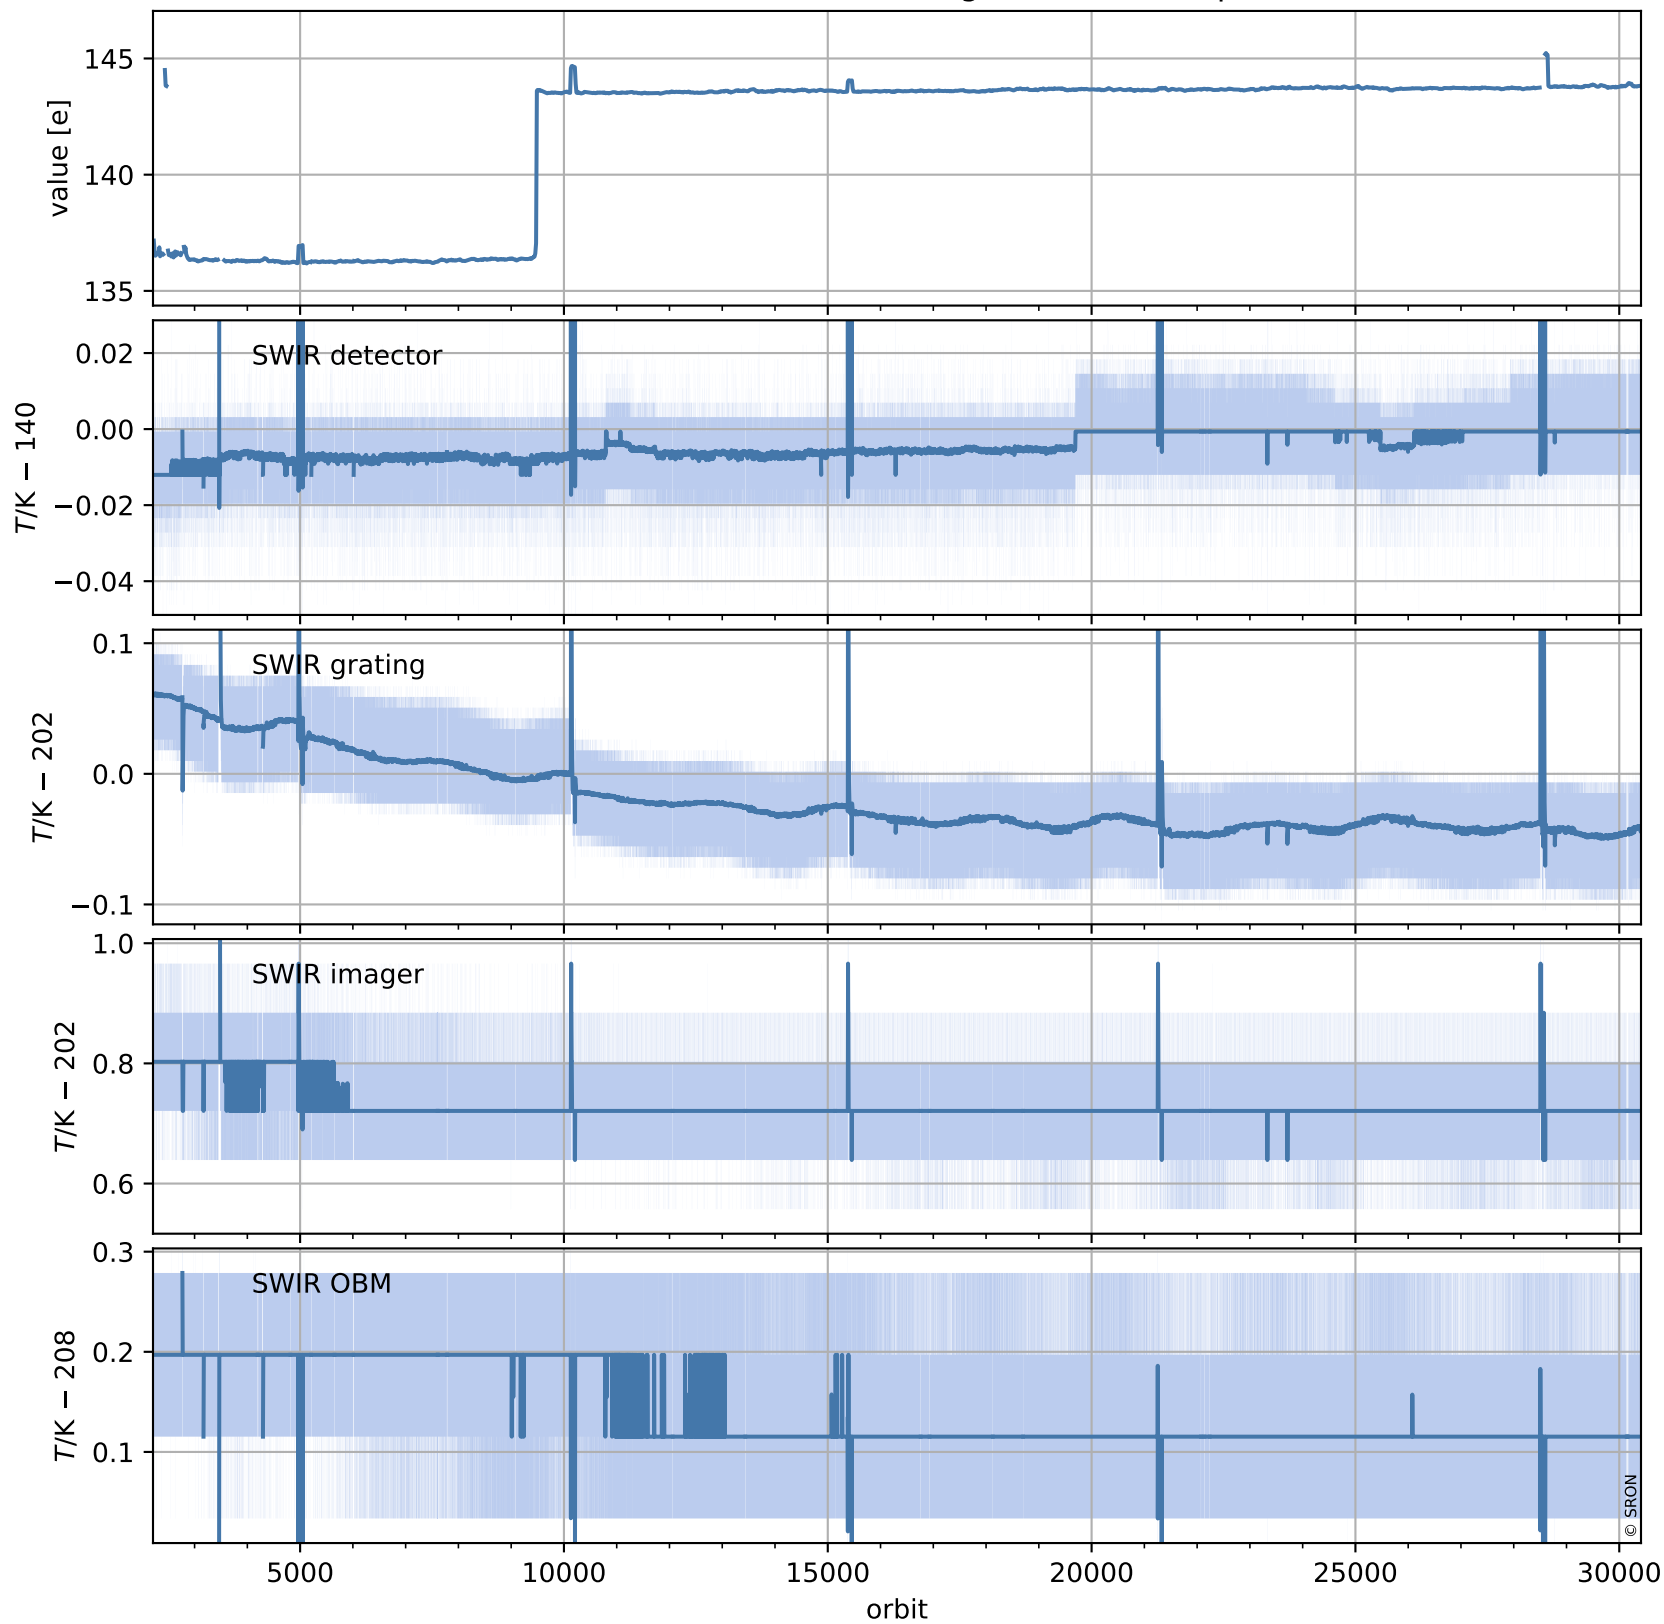 145
140
135
value [e]
SWIR detector
0.02
0.00
−0.02
−0.04
T/K − 140
SWIR grating
0.1
0.0
−0.1
T/K − 202
SWIR imager
1.0
0.8
0.6
T/K − 202
SWIR OBM
0.3
0.2
0.1
T/K − 208
© SRON
5000 10000 15000 20000 25000 30000
orbit